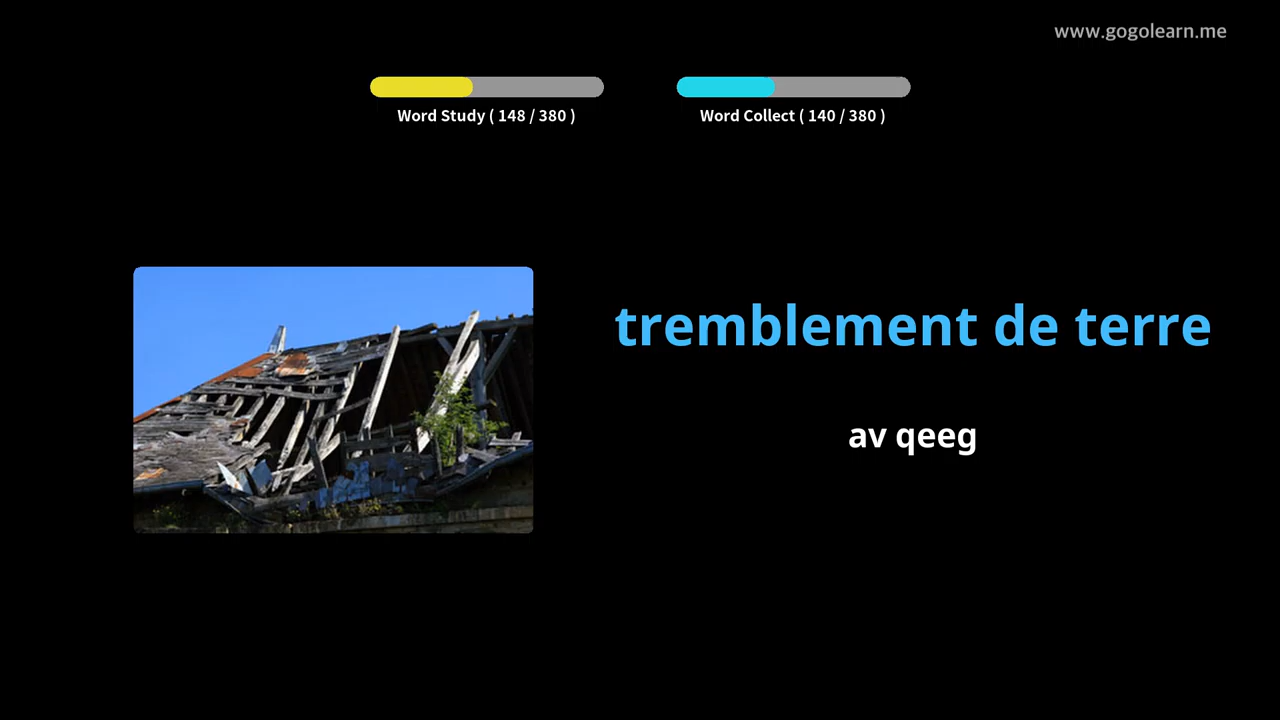 www.gogolearn.me
Word Study ( 148 / 380 )
Word Collect ( 140 / 380 )
tremblement de terre
av qeeg